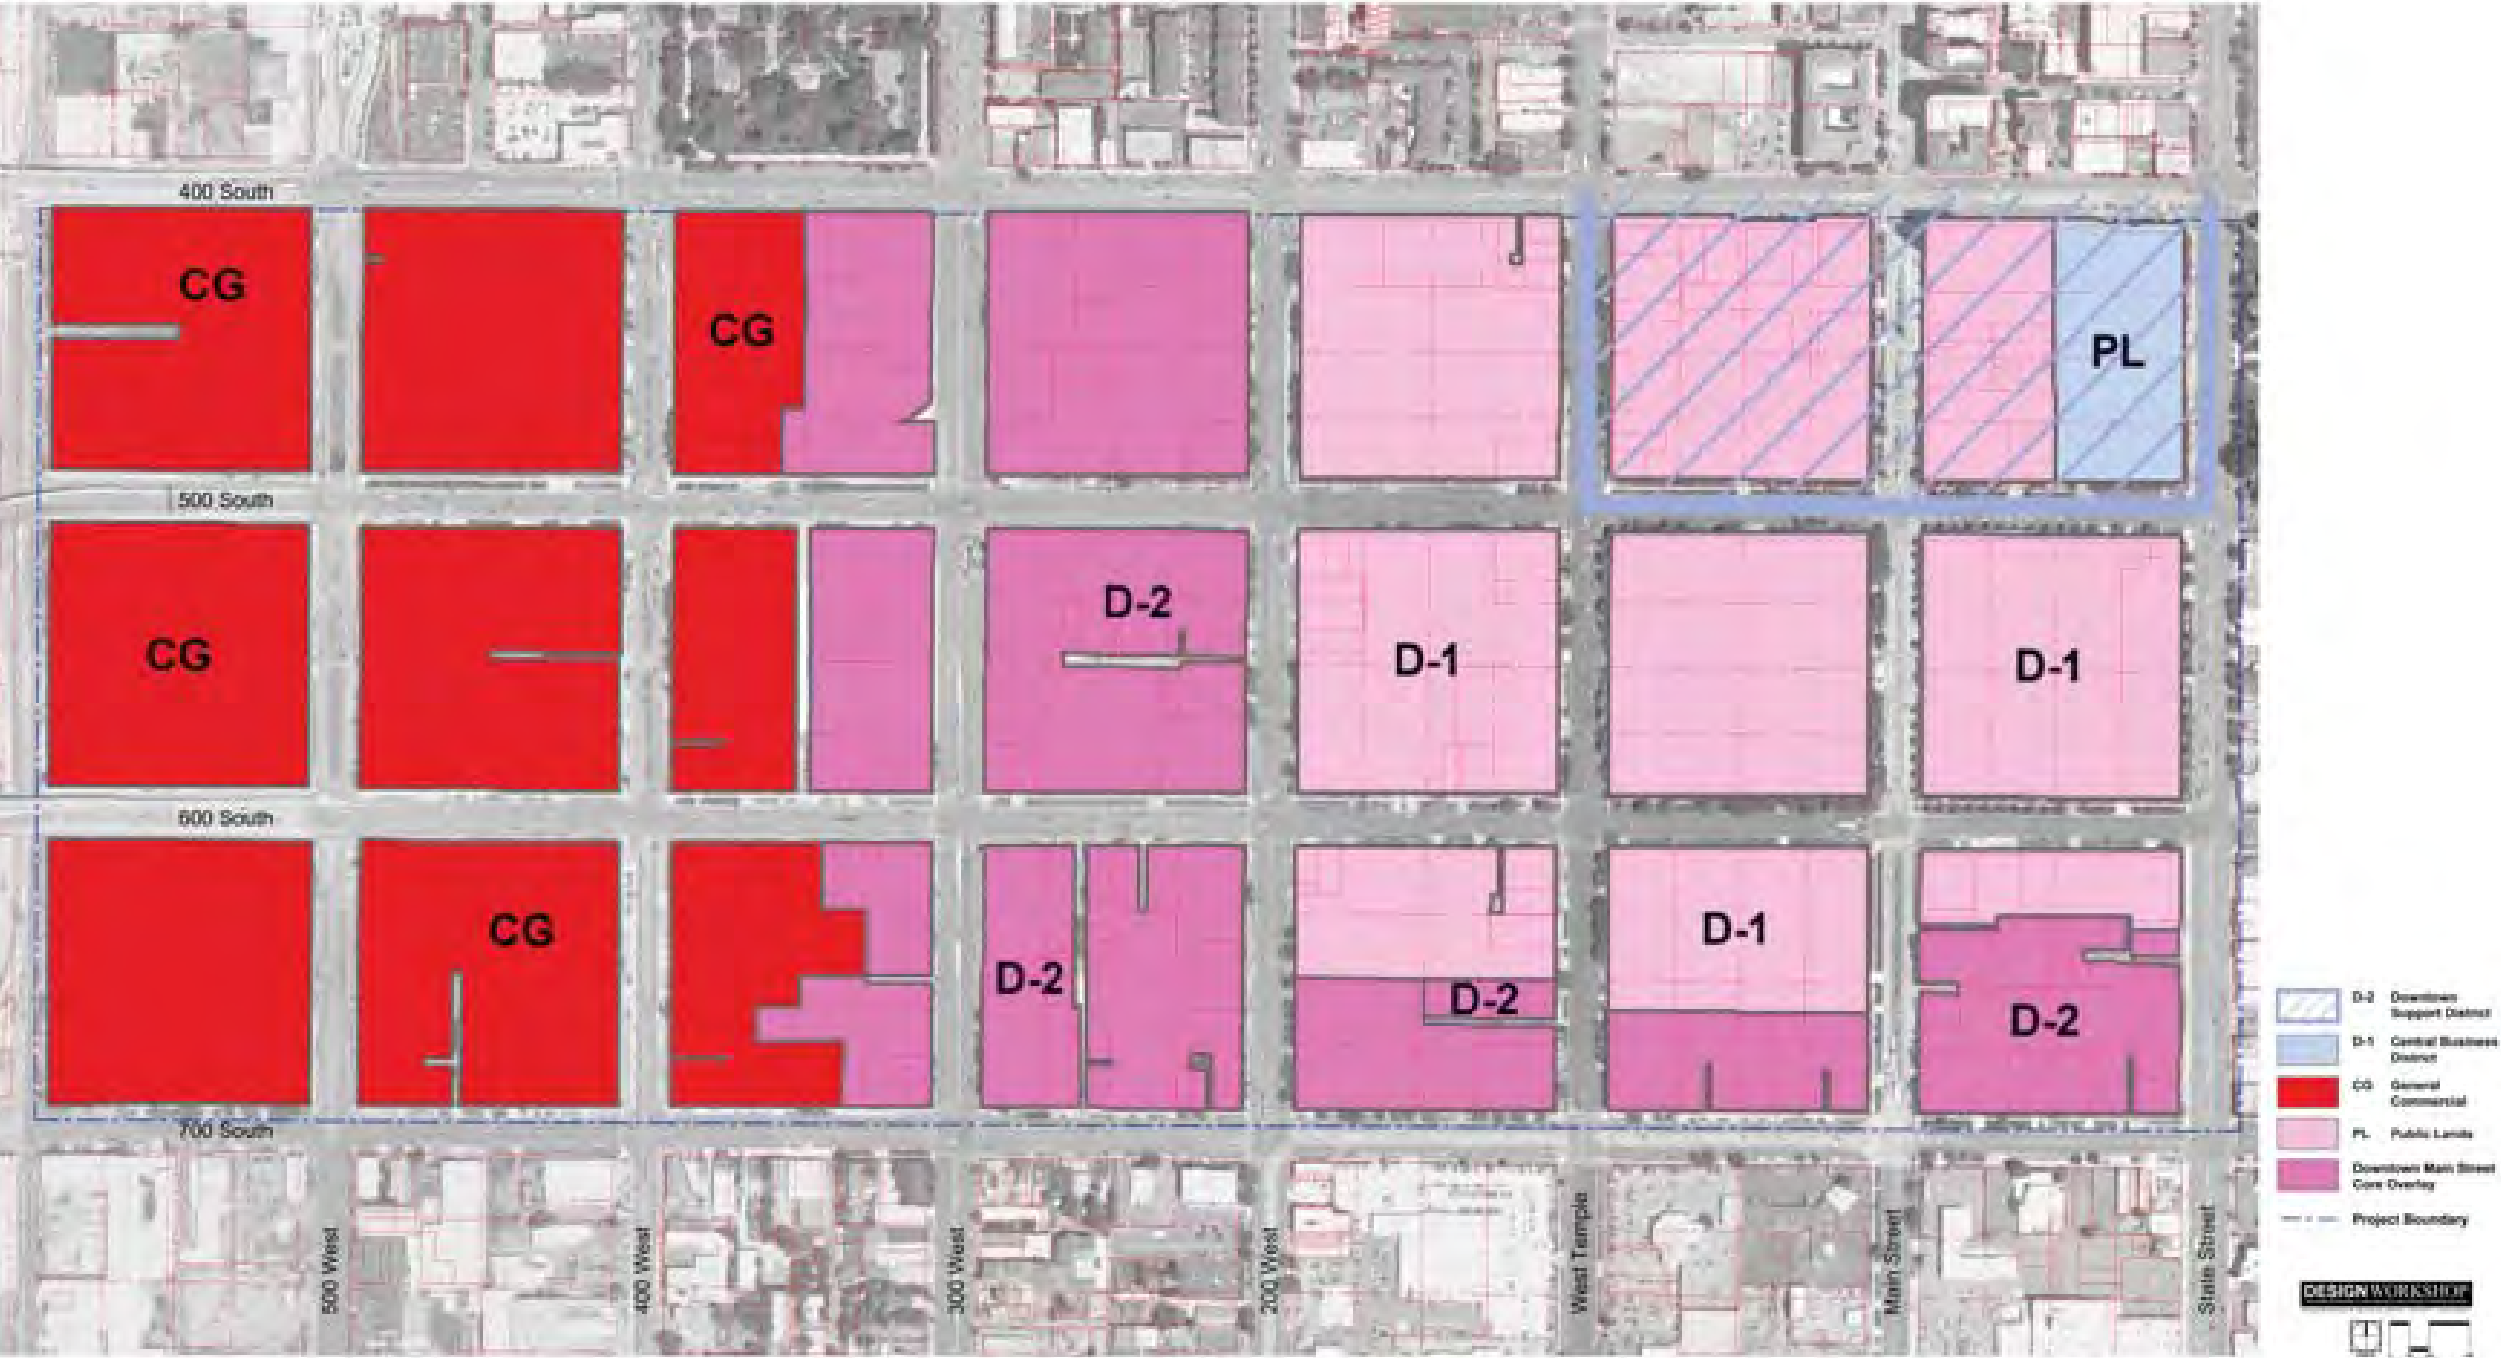 400 South
CG
CG
PL
500 South
CG
D-2
D-1
D-1
600 South
CG
D-2
D-2
D-1
D-2
700 South
500 West
400 West
300 West
200 West
West Temple
Main Street
State Street
D-2 Downtown
Support District
D-1 Central Business
District
CG General
Commercial
PL Public Lands
Downtown Main Street
Core Overlay
Project Boundary
DESIGNWORKSHOP